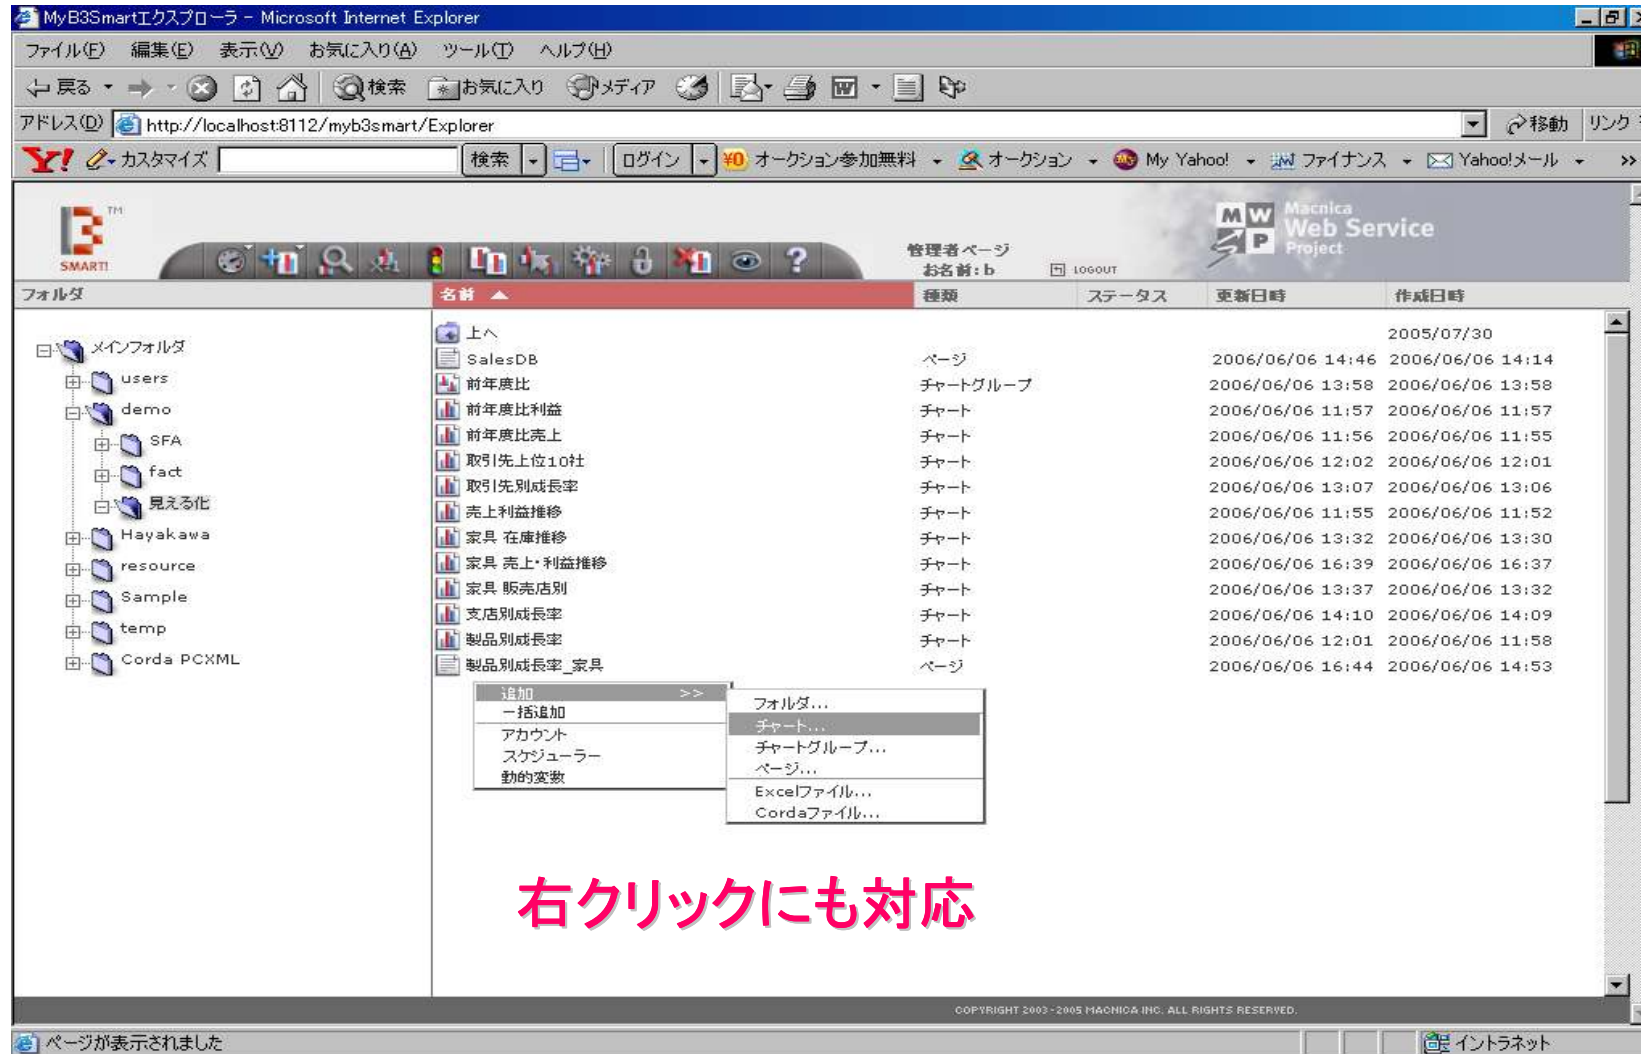 MyB3Smartエクスプローラ - Microsoft Internet Explorer
ファイル(F) 編集(E) 表示(V) お気に入り(A) ツール(T) ヘルプ(H)
戻る 検索 お気に入り メディア
アドレス(D) http://localhost:8112/myb3smart/Explorer 移動 リンク
Y! カスタマイズ 検索 ログイン ¥0 オークション参加無料 オークション My Yahoo! ファイナンス Yahoo!メール >>
B TM SMART!
管理者ページ
お名前:b LOGOUT
MWSP Macnica Web Service Project
フォルダ 名前 種類 ステータス 更新日時 作成日時
メインフォルダ
users
demo
SFA
fact
見える化
Hayakawa
resource
Sample
temp
Corda PCXML
上へ 2005/07/30
SalesDB ページ 2006/06/06 14:46 2006/06/06 14:14
前年度比 チャートグループ 2006/06/06 13:58 2006/06/06 13:58
前年度比利益 チャート 2006/06/06 11:57 2006/06/06 11:57
前年度比売上 チャート 2006/06/06 11:56 2006/06/06 11:55
取引先上位10社 チャート 2006/06/06 12:02 2006/06/06 12:01
取引先別成長率 チャート 2006/06/06 13:07 2006/06/06 13:06
売上利益推移 チャート 2006/06/06 11:55 2006/06/06 11:52
家具 在庫推移 チャート 2006/06/06 13:32 2006/06/06 13:30
家具 売上・利益推移 チャート 2006/06/06 16:39 2006/06/06 16:37
家具 販売店別 チャート 2006/06/06 13:37 2006/06/06 13:32
支店別成長率 チャート 2006/06/06 14:10 2006/06/06 14:09
製品別成長率 チャート 2006/06/06 12:01 2006/06/06 11:58
製品別成長率_家具 ページ 2006/06/06 16:44 2006/06/06 14:53
追加 >>
一括追加
アカウント
スケジューラー
動的変数
フォルダ...
チャート...
チャートグループ...
ページ...
Excelファイル...
Cordaファイル...
右クリックにも対応
COPYRIGHT 2003-2005 MACNICA INC. ALL RIGHTS RESERVED.
ページが表示されました イントラネット